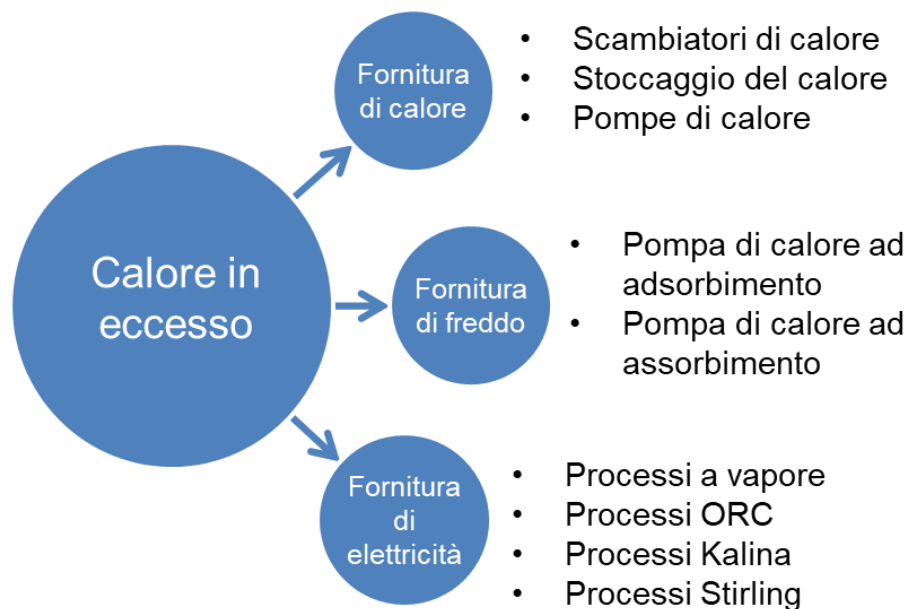 Calore in
eccesso
Fornitura
di calore
• Scambiatori di calore
• Stoccaggio del calore
• Pompe di calore
Fornitura
di freddo
• Pompa di calore ad
adsorbimento
• Pompa di calore ad
assorbimento
Fornitura
di
elettricità
• Processi a vapore
• Processi ORC
• Processi Kalina
• Processi Stirling